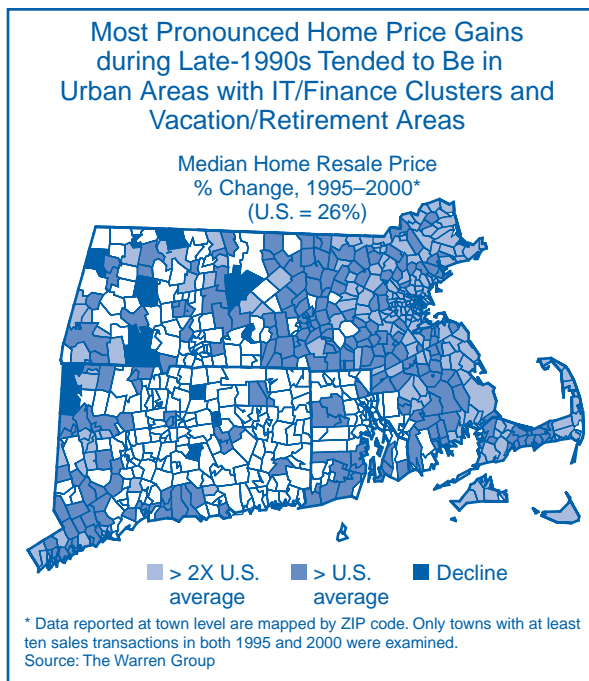 Most Pronounced Home Price Gains
during Late-1990s Tended to Be in
Urban Areas with IT/Finance Clusters and
Vacation/Retirement Areas
Median Home Resale Price
% Change, 1995–2000*
(U.S. = 26%)
> 2X U.S.
average
> U.S.
average
Decline
* Data reported at town level are mapped by ZIP code. Only towns with at least
ten sales transactions in both 1995 and 2000 were examined.
Source: The Warren Group